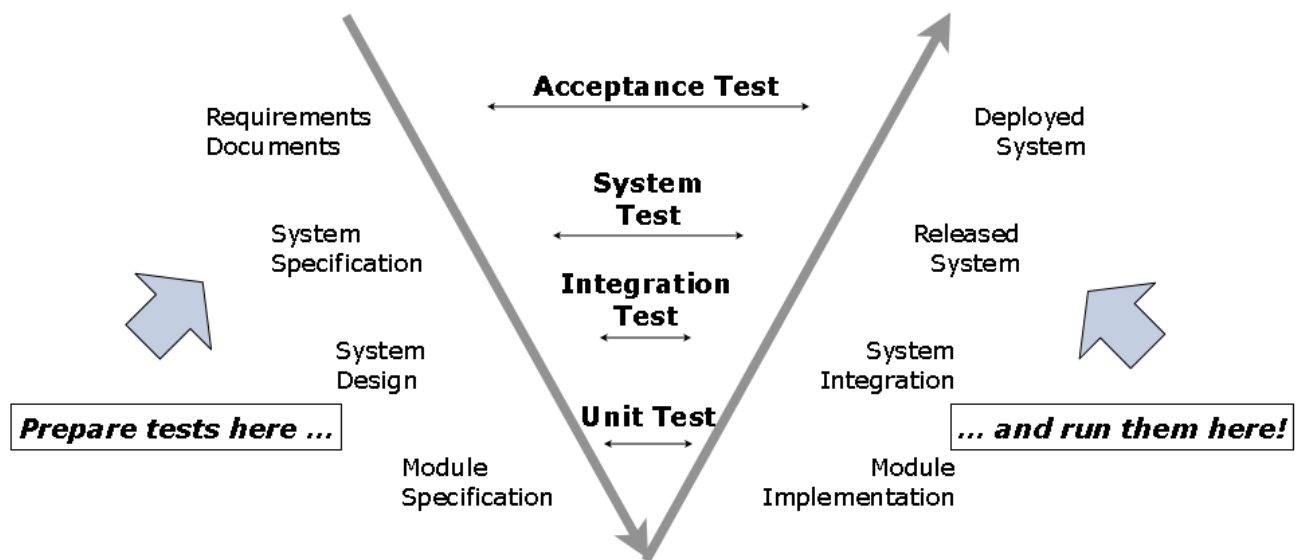 Acceptance Test
Requirements
Documents
Deployed
System
System
Test
System
Specification
Released
System
Integration
Test
System
Design
System
Integration
Prepare tests here ...
Unit Test
... and run them here!
Module
Specification
Module
Implementation